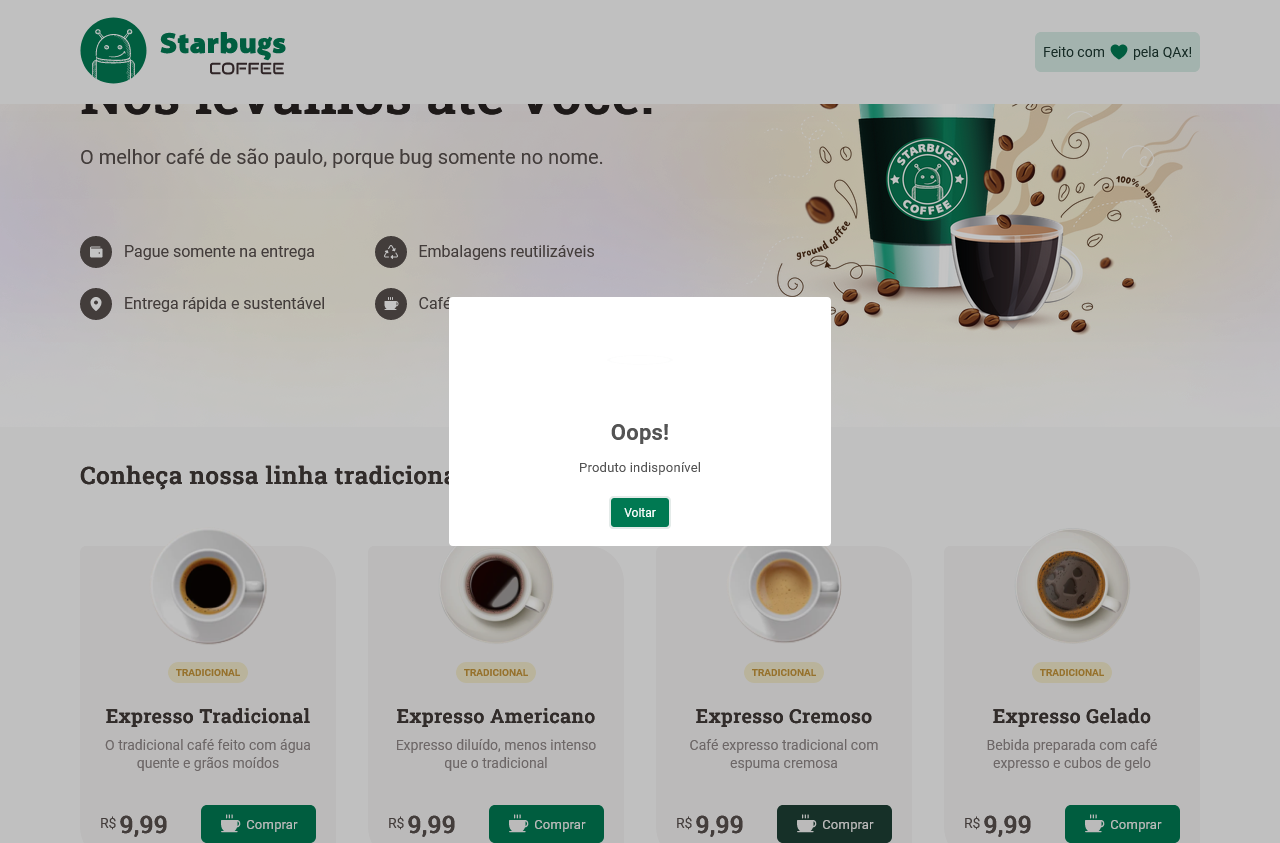 Starbugs
COFFEE
Feito com pela QAx!
Nós levamos até você!
O melhor café de são paulo, porque bug somente no nome.
STARBUGS
COFFEE
100% organic
ground coffee
Pague somente na entrega
Embalagens reutilizáveis
Entrega rápida e sustentável
Café
Oops!
Produto indisponível
Voltar
Conheça nossa linha tradiciona
TRADICIONAL
TRADICIONAL
TRADICIONAL
TRADICIONAL
Expresso Tradicional
Expresso Americano
Expresso Cremoso
Expresso Gelado
O tradicional café feito com água
quente e grãos moídos
Expresso diluído, menos intenso
que o tradicional
Café expresso tradicional com
espuma cremosa
Bebida preparada com café
expresso e cubos de gelo
R$ 9,99 Comprar
R$ 9,99 Comprar
R$ 9,99 Comprar
R$ 9,99 Comprar